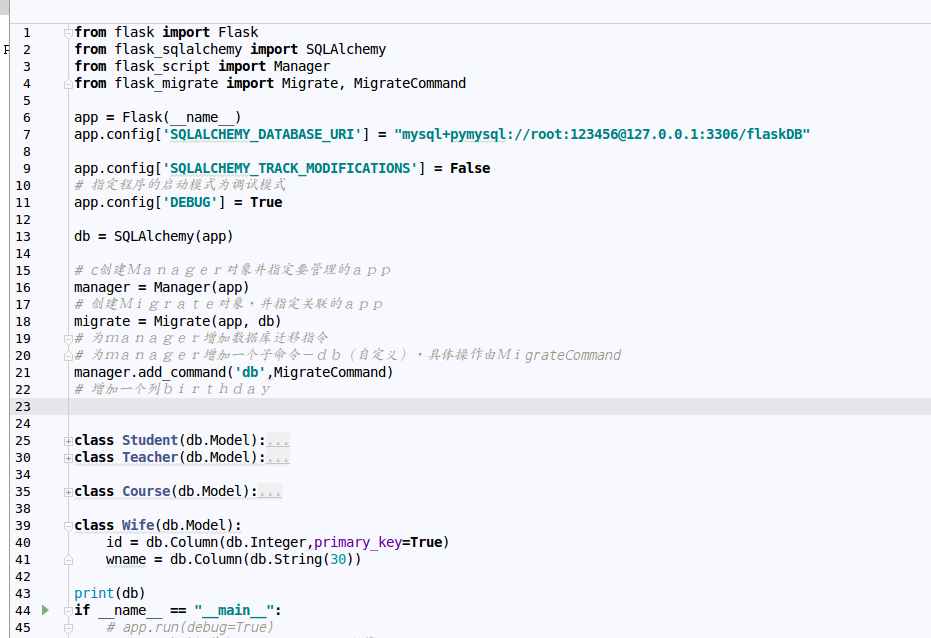 1 from flask import Flask
2 from flask_sqlalchemy import SQLAlchemy
3 from flask_script import Manager
4 from flask_migrate import Migrate, MigrateCommand
5
6 app = Flask(__name__)
7 app.config['SQLALCHEMY_DATABASE_URI'] = "mysql+pymysql://root:123456@127.0.0.1:3306/flaskDB"
8
9 app.config['SQLALCHEMY_TRACK_MODIFICATIONS'] = False
10 # 指定程序的启动模式为调试模式
11 app.config['DEBUG'] = True
12
13 db = SQLAlchemy(app)
14
15 # c创建Ｍａｎａｇｅｒ对象并指定要管理的ａｐｐ
16 manager = Manager(app)
17 # 创建Ｍｉｇｒａｔｅ对象，并指定关联的ａｐｐ
18 migrate = Migrate(app, db)
19 # 为ｍａｎａｇｅｒ增加数据库迁移指令
20 # 为ｍａｎａｇｅｒ增加一个子命令－ｄｂ（自定义），具体操作由ＭｉgrateCommand
21 manager.add_command('db',MigrateCommand)
22 # 增加一个列ｂｉｒｔｈｄａｙ
23
24
25 class Student(db.Model):...
30 class Teacher(db.Model):...
34
35 class Course(db.Model):...
38
39 class Wife(db.Model):
40 id = db.Column(db.Integer,primary_key=True)
41 wname = db.Column(db.String(30))
42
43 print(db)
44 if __name__ == "__main__":
45 # app.run(debug=True)